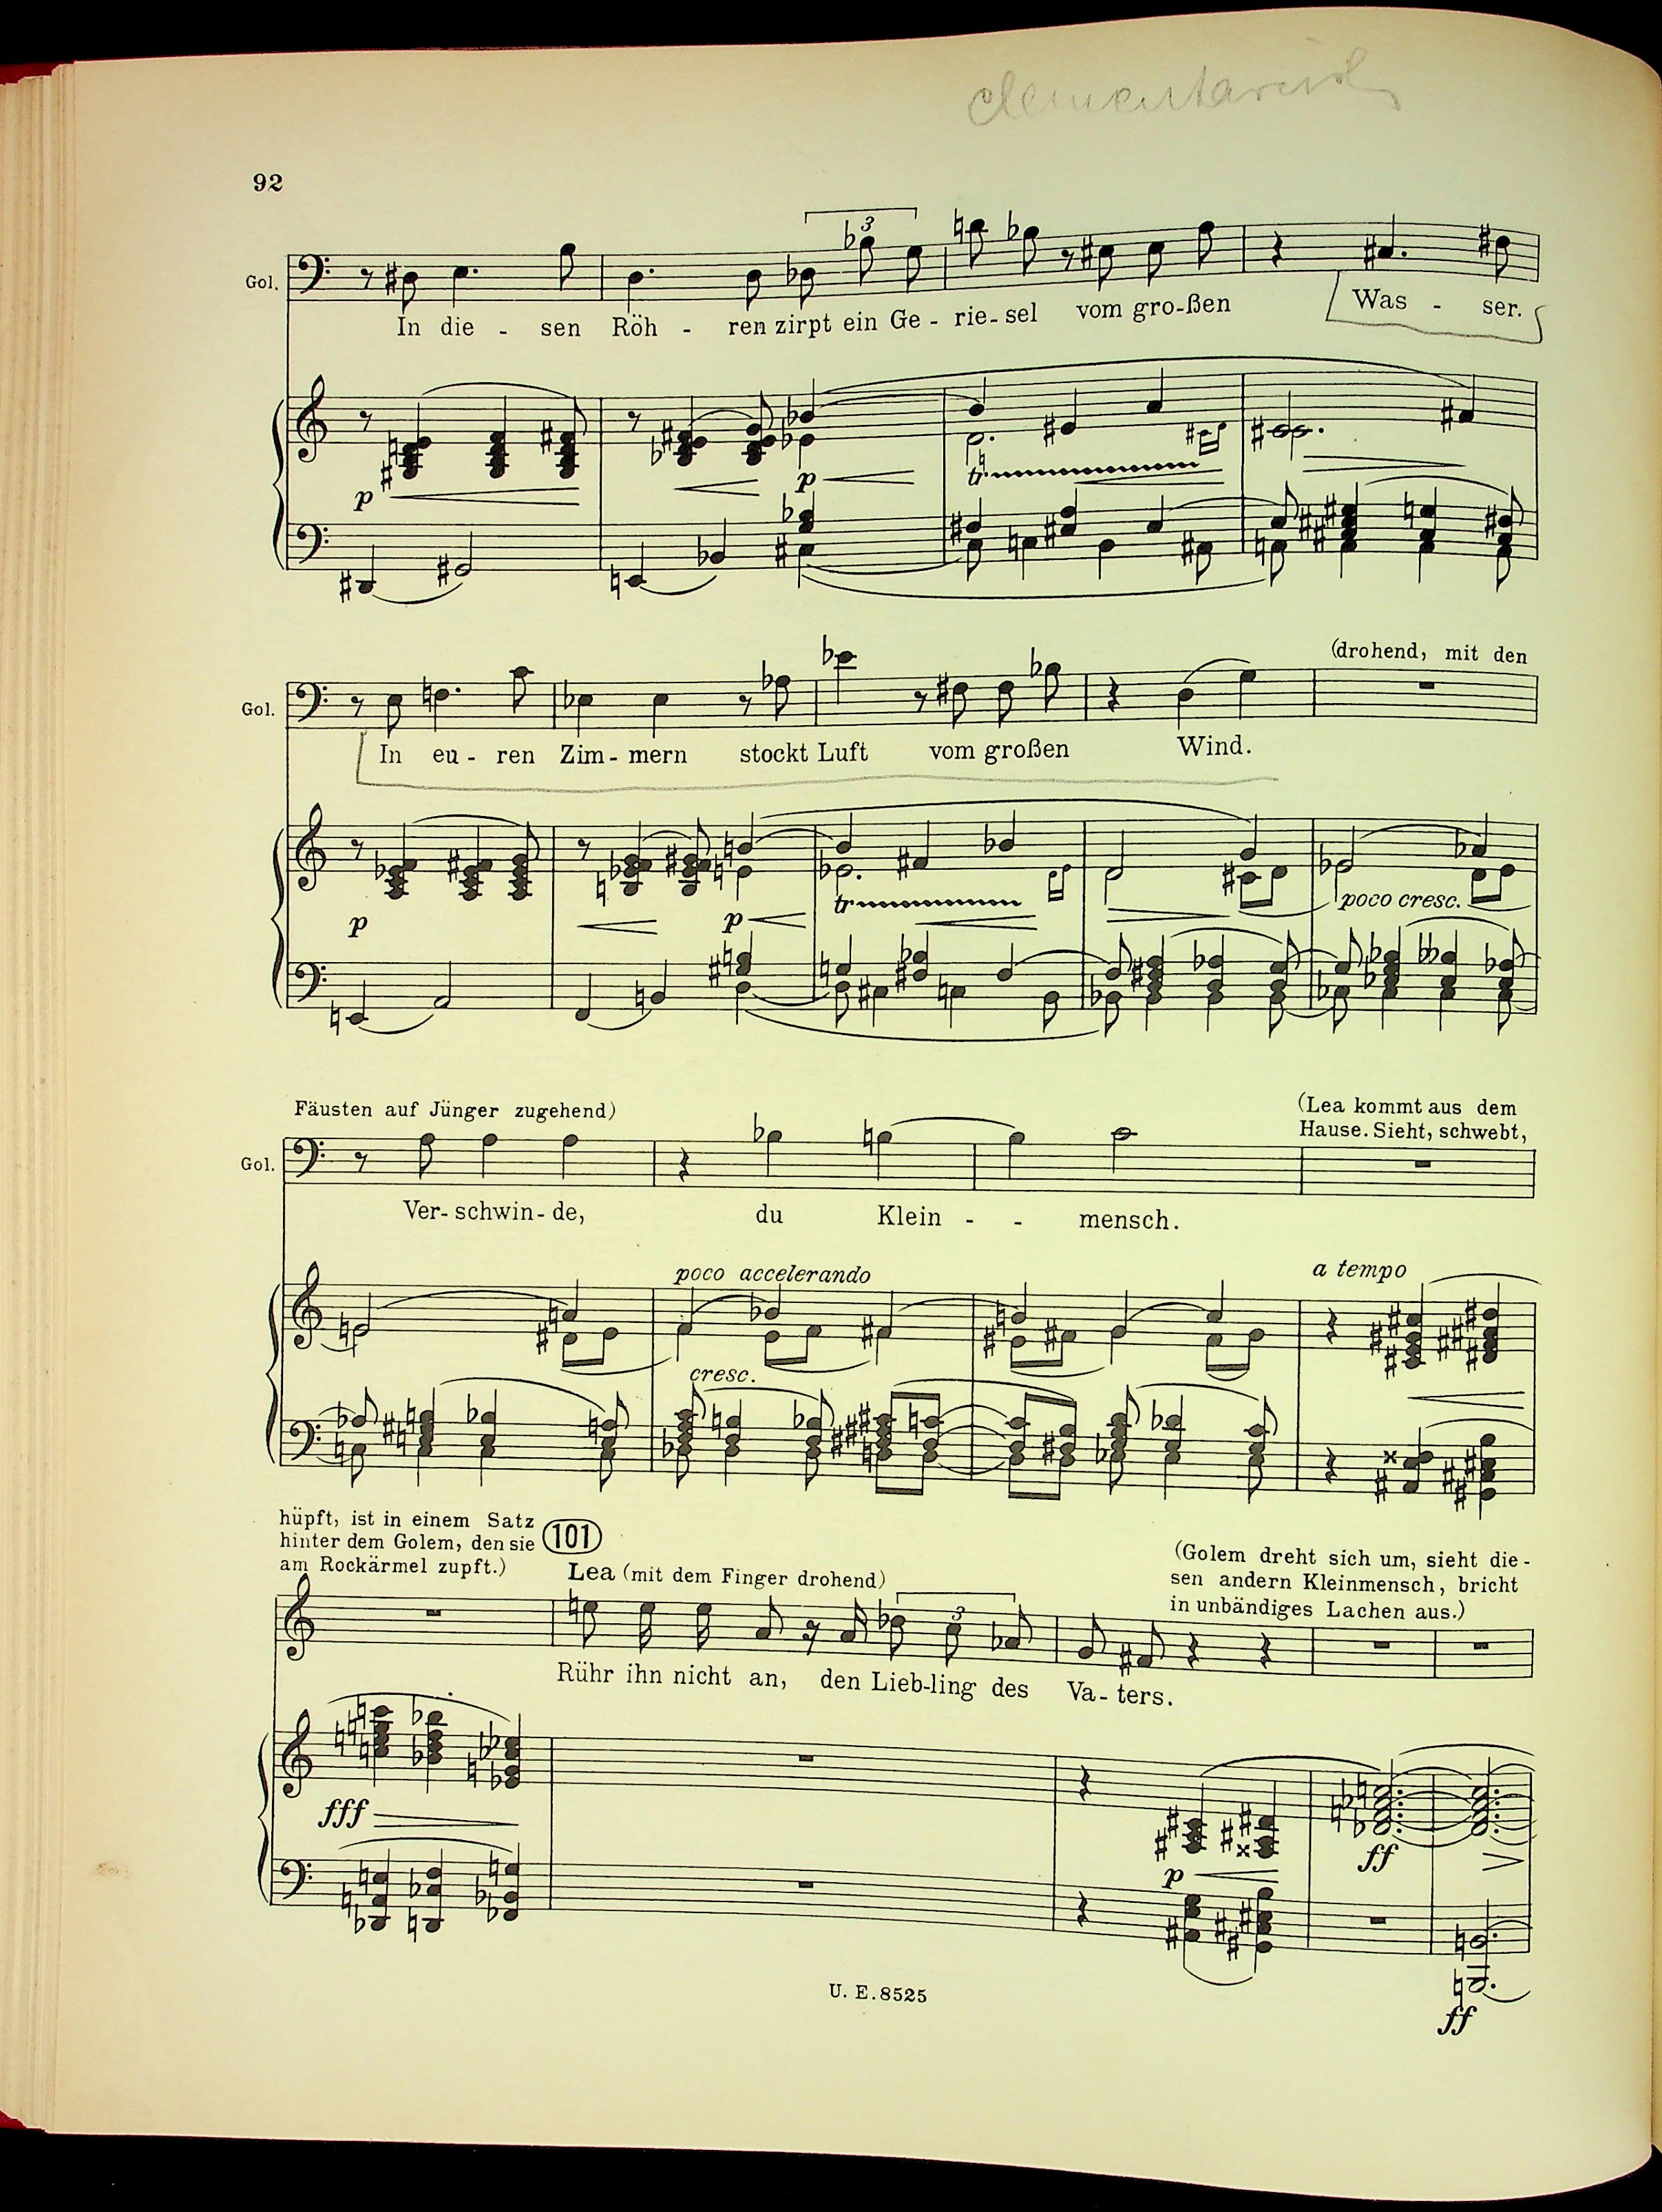 92
3
Gol.
In die - sen Röh - ren zirpt ein Ge - rie - sel vom gro-ßen Was - ser.
p
p
tr
(drohend, mit den
Gol.
In eu - ren Zim - mern stockt Luft vom großen Wind.
poco cresc.
p
p
tr
Fäusten auf Jünger zugehend)
(Lea kommt aus dem
Hause. Sieht, schwebt,
Gol.
Ver- schwin- de, du Klein - - mensch.
poco accelerando
a tempo
cresc.
hüpft, ist in einem Satz
hinter dem Golem, den sie
am Rockärmel zupft.)
101
Lea (mit dem Finger drohend)
(Golem dreht sich um, sieht die-
sen andern Kleinmensch, bricht
in unbändiges Lachen aus.)
3
Rühr ihn nicht an, den Lieb-ling des Va- ters.
fff
p
ff
ff
U. E. 8525